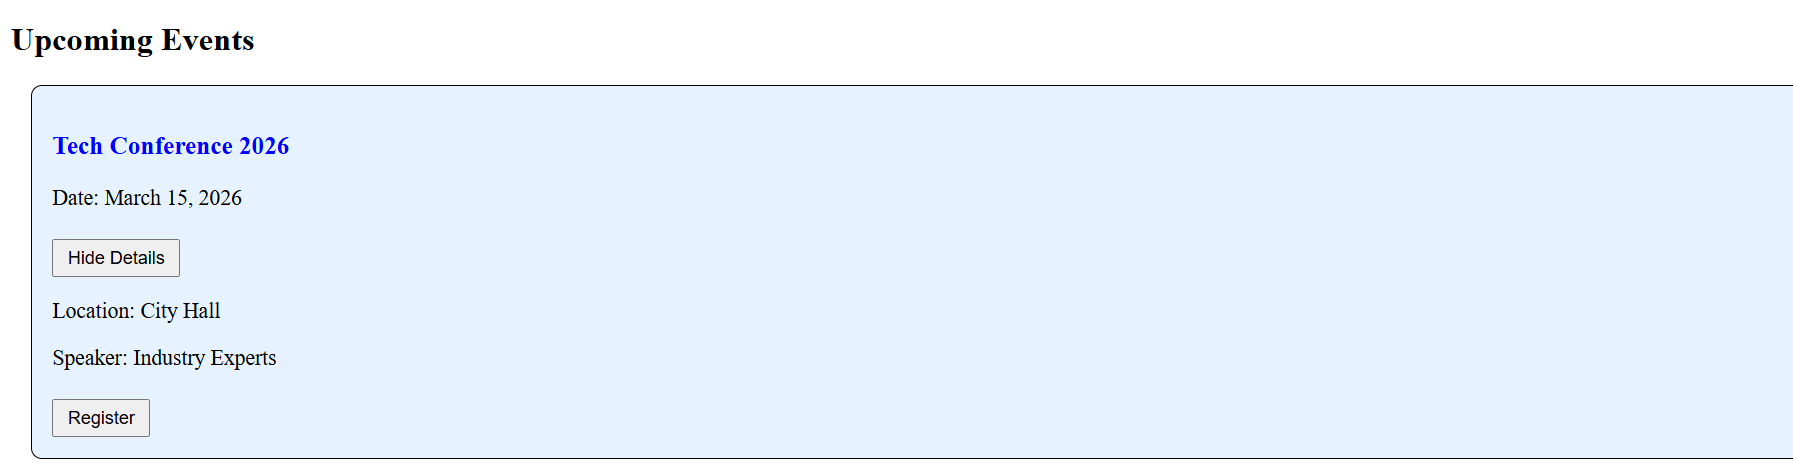 Upcoming Events
Tech Conference 2026
Date: March 15, 2026
Hide Details
Location: City Hall
Speaker: Industry Experts
Register